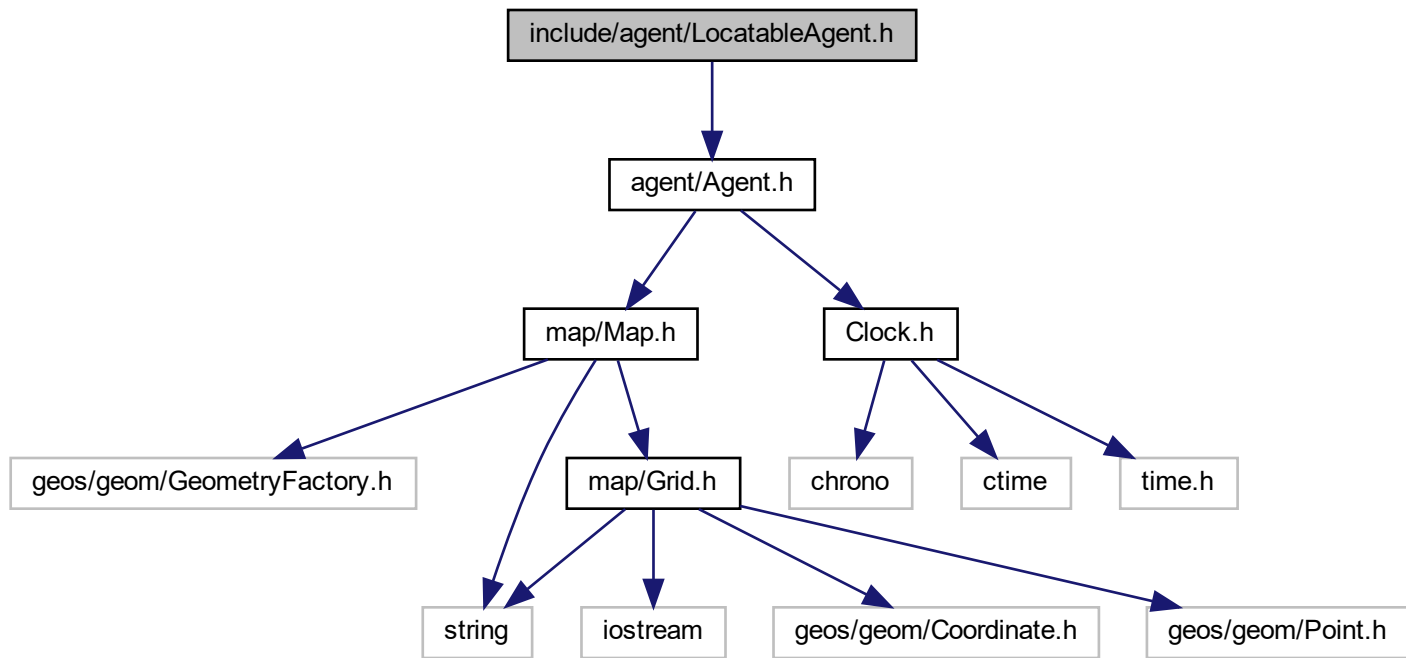 include/agent/LocatableAgent.h
agent/Agent.h
map/Map.h
Clock.h
geos/geom/GeometryFactory.h
map/Grid.h
chrono
ctime
time.h
string
iostream
geos/geom/Coordinate.h
geos/geom/Point.h